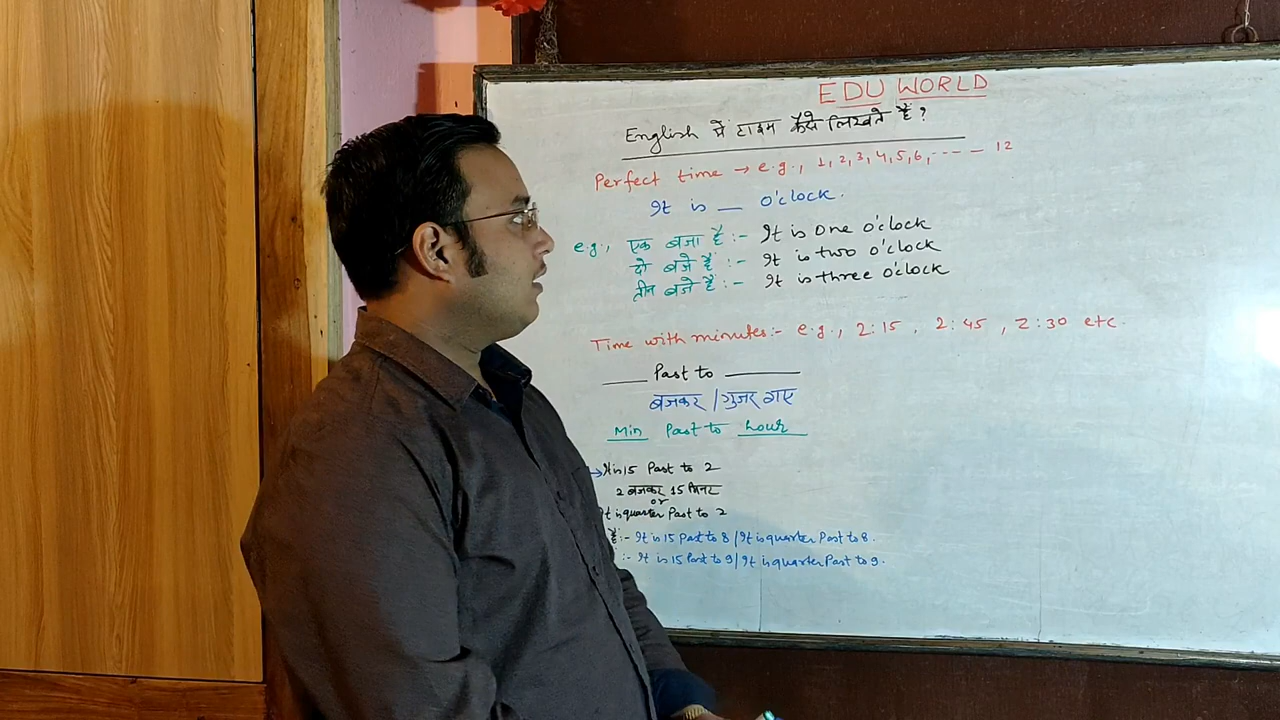 EDU WORLD
English में टाइम कैसे लिखते है ?
Perfect time → e.g., 1, 2, 3, 4, 5, 6, ---- - 12
It is __ o'clock.
e.g., एक बजा है :- It is one o'clock
दो बजे है :- It is two o'clock
तीन बजे है :- It is three o'clock
Time with minutes:- e.g., 2:15, 2:45, 2:30 etc.
____ Past to ______
बजकर / गुजर गए
Min Past to hour
→ It is 15 Past to 2
2 बजकर 15 मिनट
or
It is quarter Past to 2
है :- It is 15 Past to 8 / It is quarter Past to 8.
:- It is 15 Past to 9 / It is quarter Past to 9.